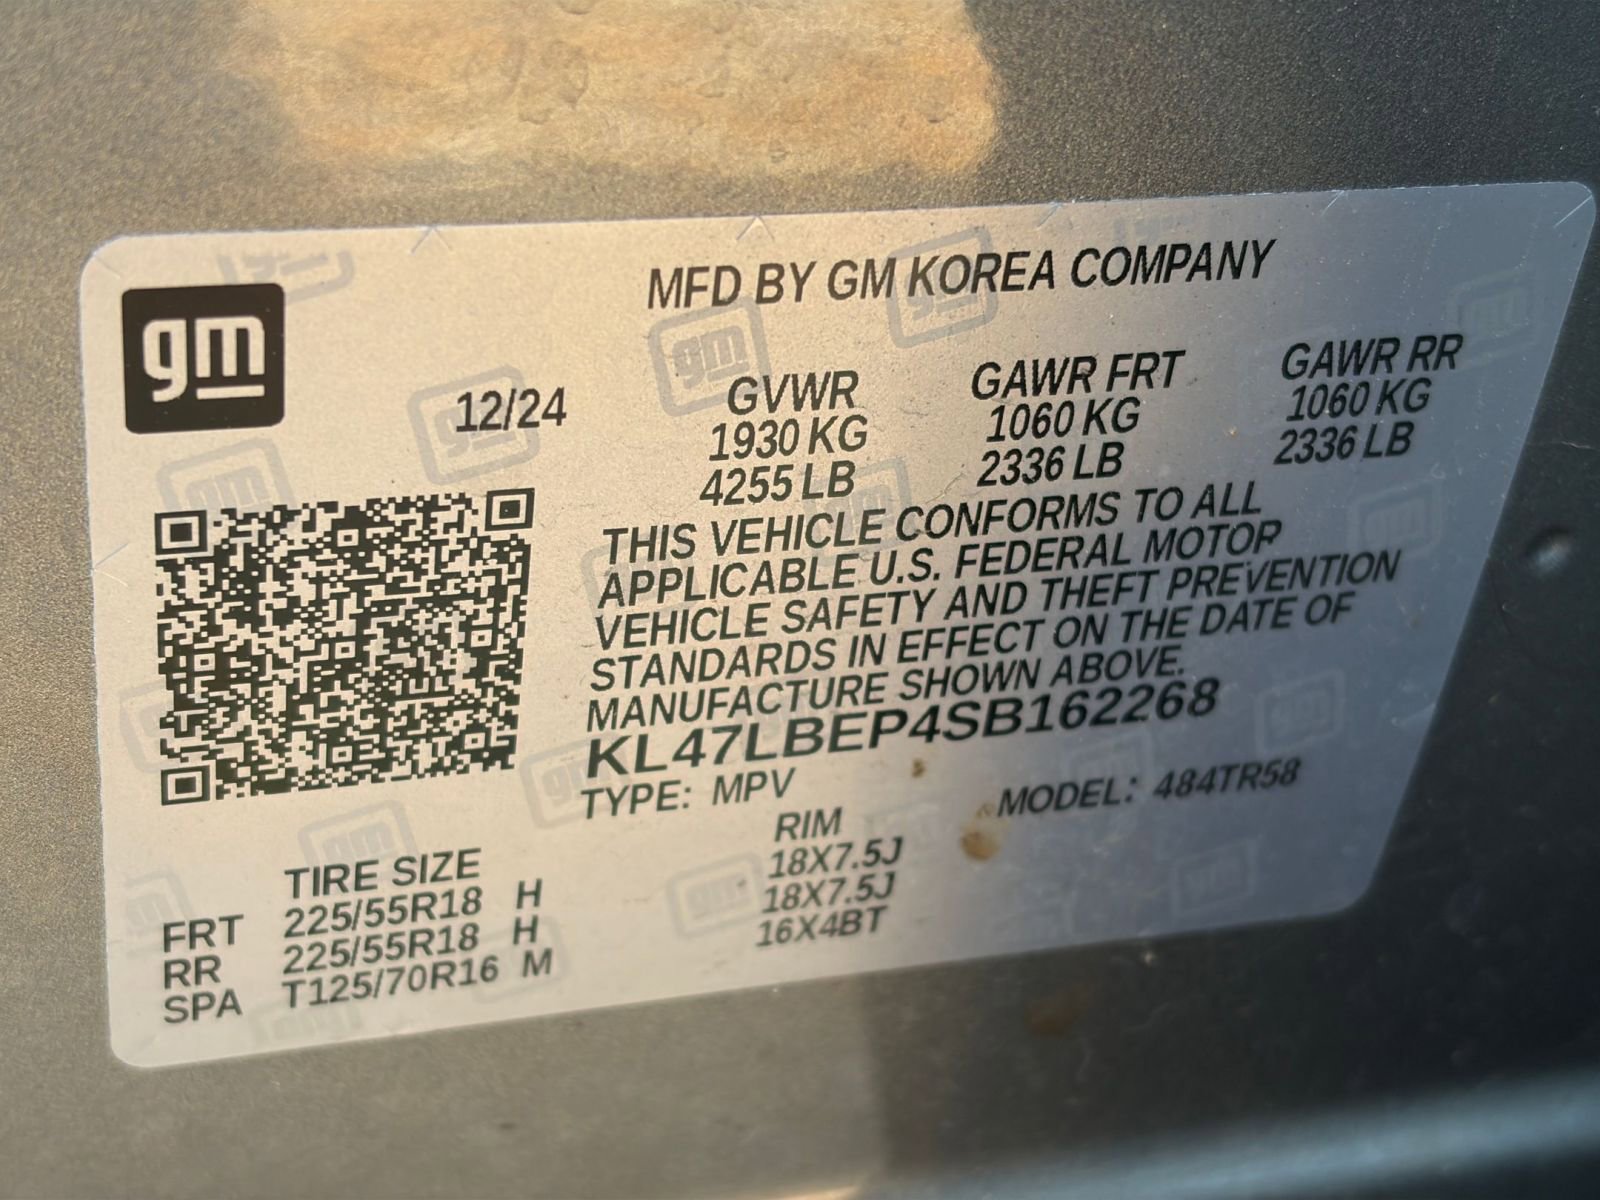 gm
MFD BY GM KOREA COMPANY
12/24
GVWR GAWR FRT GAWR RR
1930 KG 1060 KG 1060 KG
4255 LB 2336 LB 2336 LB
THIS VEHICLE CONFORMS TO ALL
APPLICABLE U.S. FEDERAL MOTOR
VEHICLE SAFETY AND THEFT PREVENTION
STANDARDS IN EFFECT ON THE DATE OF
MANUFACTURE SHOWN ABOVE.
KL47LBEP4SB162268
TYPE: MPV MODEL: 484TR58
TIRE SIZE RIM
FRT 225/55R18 H 18X7.5J
RR 225/55R18 H 18X7.5J
SPA T125/70R16 M 16X4BT